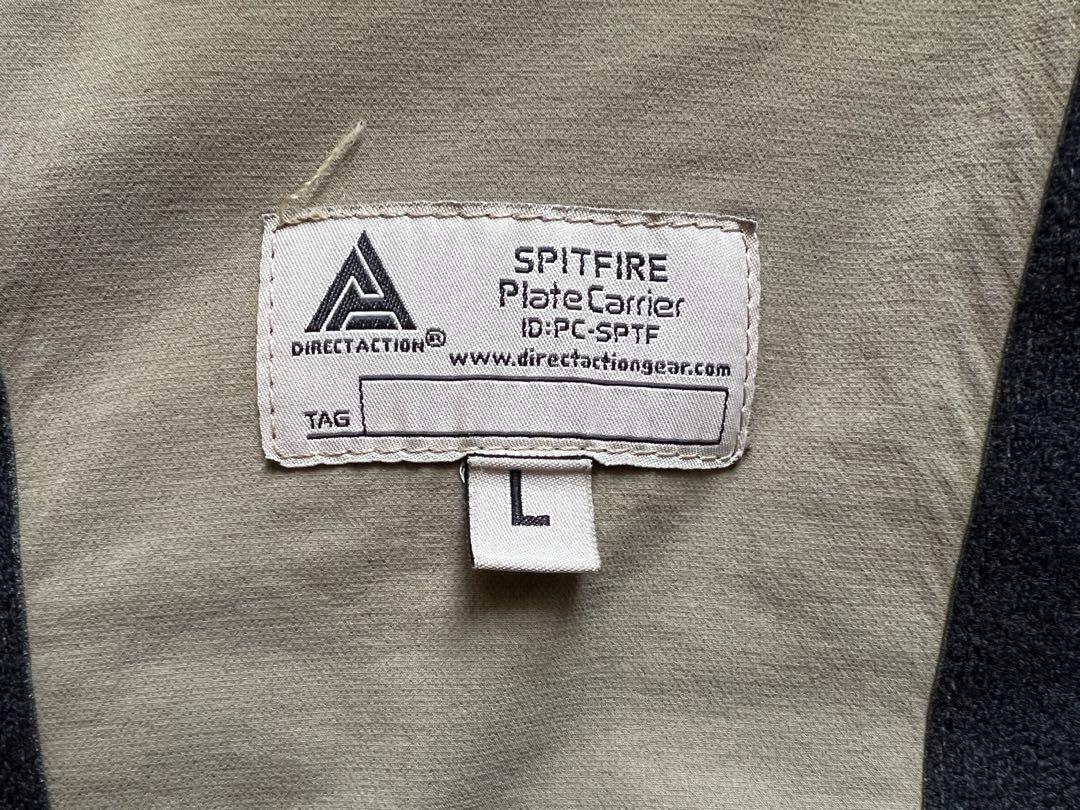 SPITFIRE
Plate Carrier
ID:PC-SPTF
DIRECTACTION®
www.directactiongear.com
TAG
L